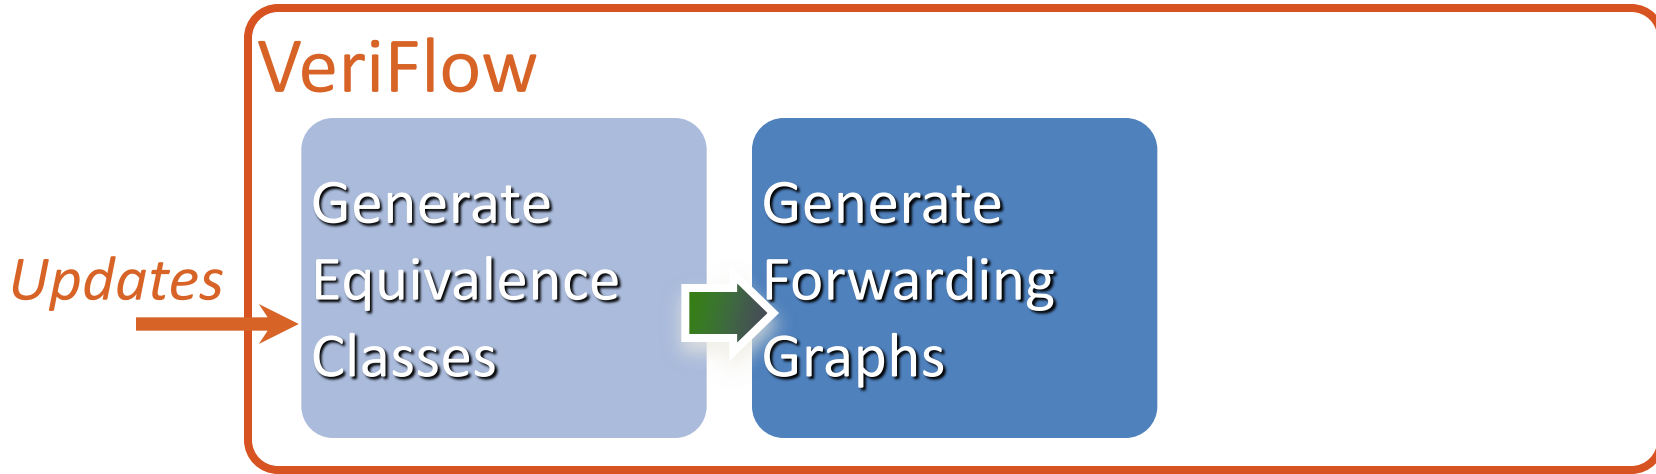 VeriFlow
Updates
Generate
Equivalence
Classes
Generate
Forwarding
Graphs